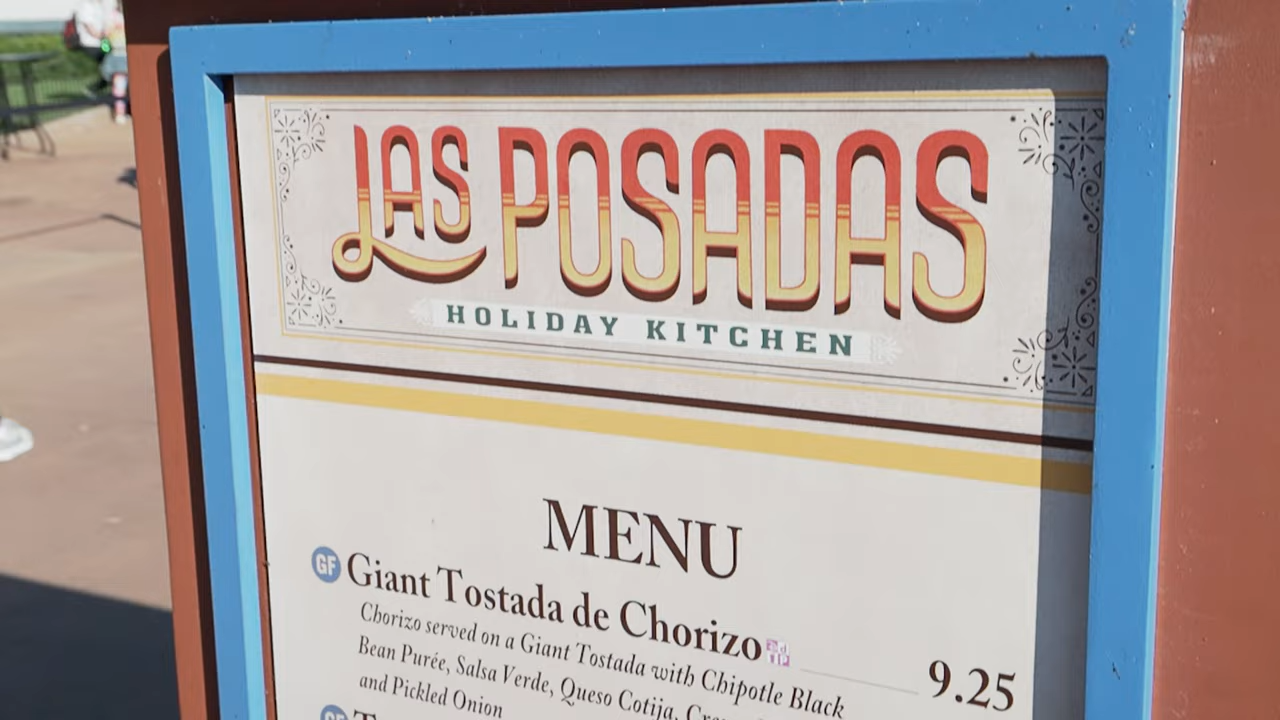 LAS POSADAS
HOLIDAY KITCHEN
MENU
GF Giant Tostada de Chorizo 9.25
Chorizo served on a Giant Tostada with Chipotle Black
Bean Purée, Salsa Verde, Queso Cotija,
and Pickled Onion
GF